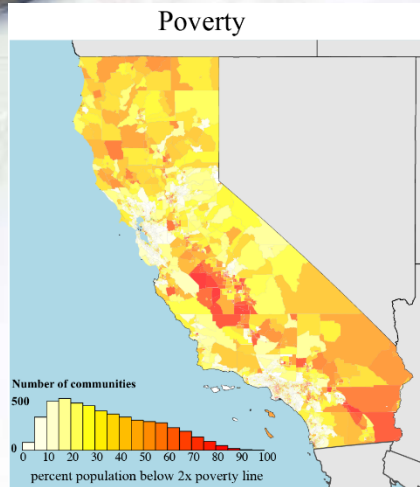 Poverty
Number of communities
500
0
0 10 20 30 40 50 60 70 80 90 100
percent population below 2x poverty line